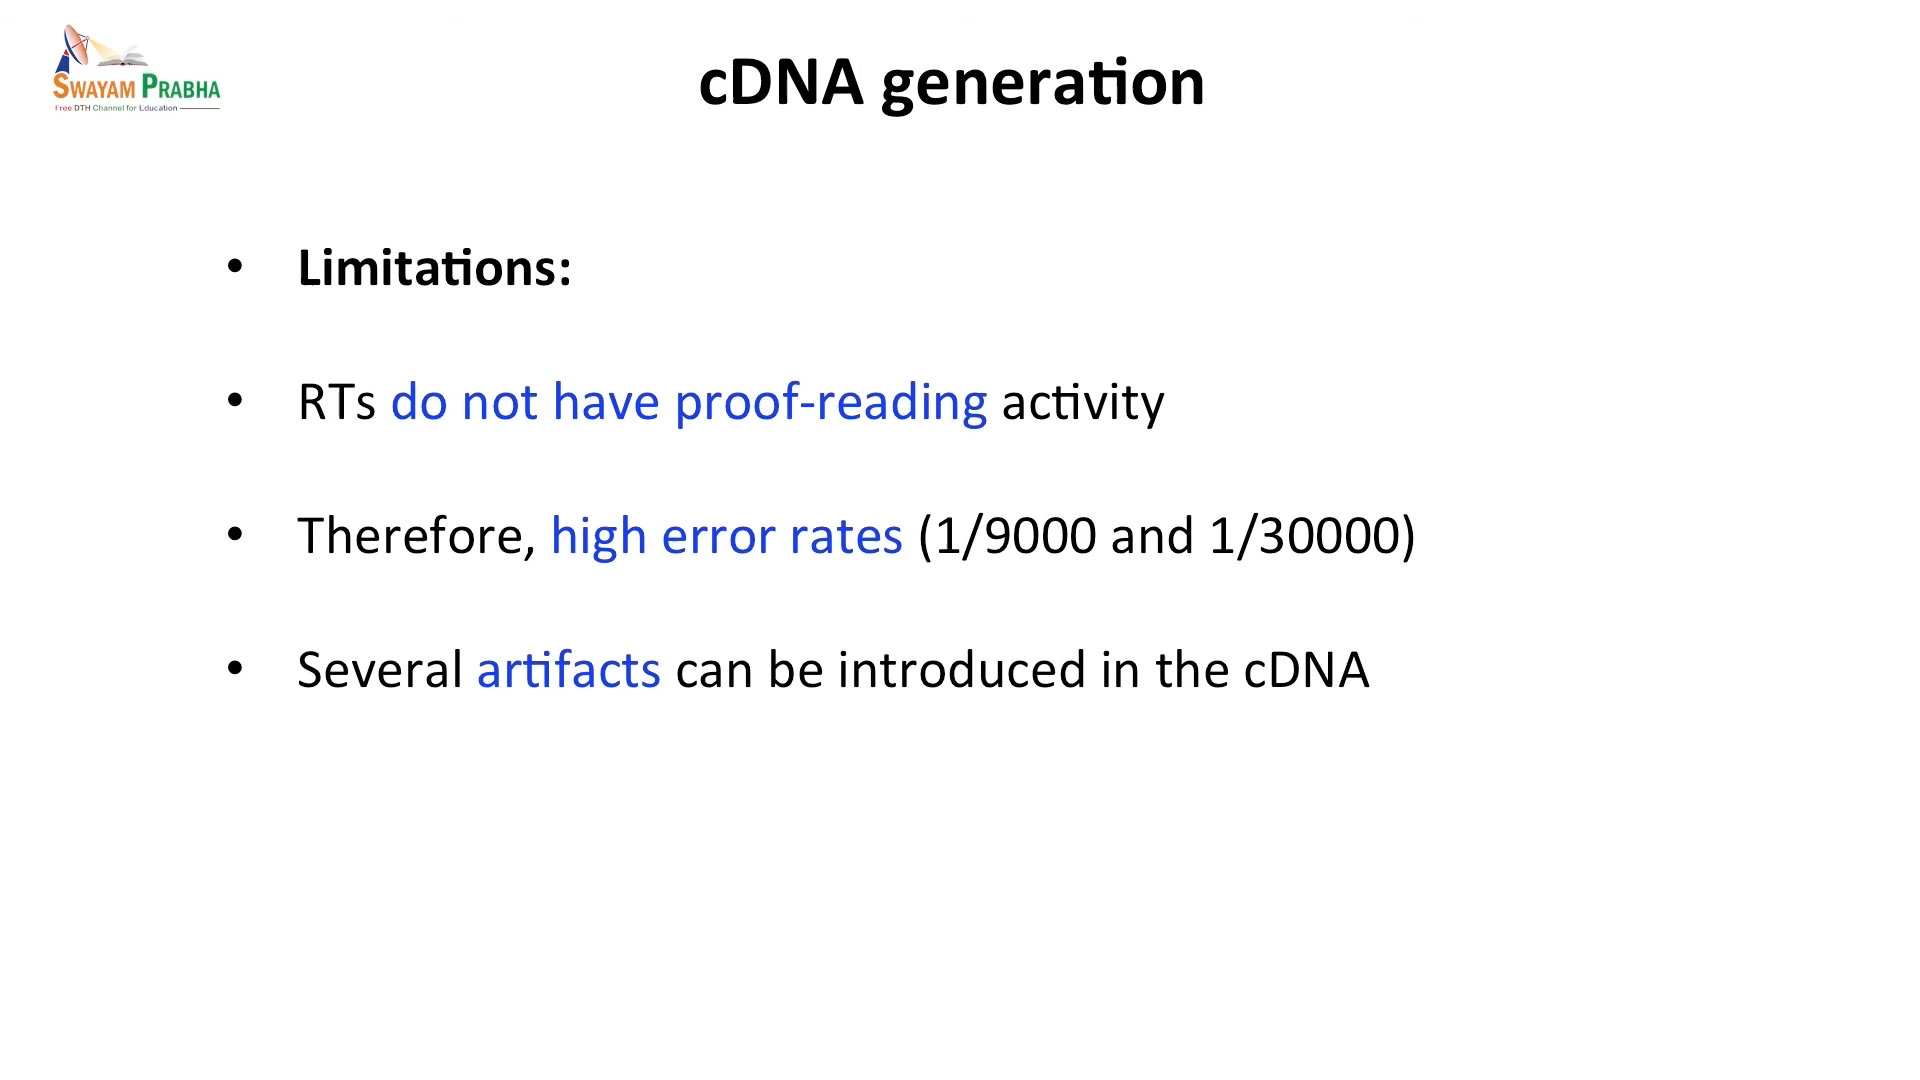 SWAYAM PRABHA
Free DTH Channel for Education
cDNA generation
• Limitations:
• RTs do not have proof-reading activity
• Therefore, high error rates (1/9000 and 1/30000)
• Several artifacts can be introduced in the cDNA